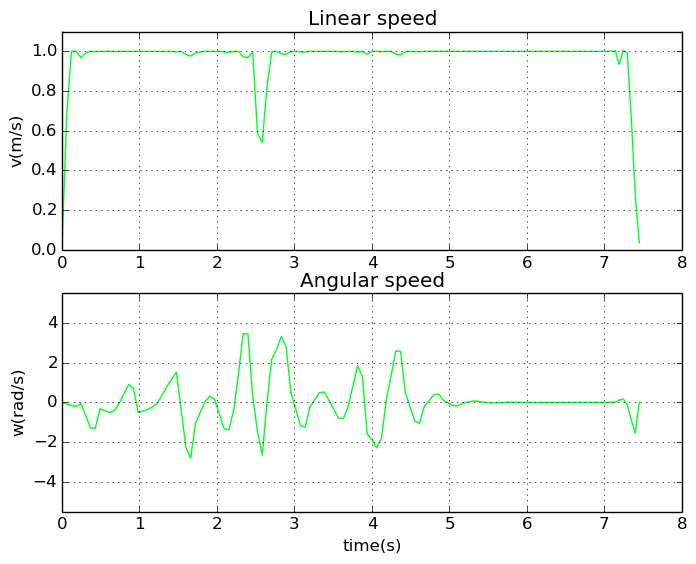 Linear speed
v(m/s)
1.0
0.8
0.6
0.4
0.2
0.0
0 1 2 3 4 5 6 7 8
Angular speed
w(rad/s)
4
2
0
−2
−4
0 1 2 3 4 5 6 7 8
time(s)